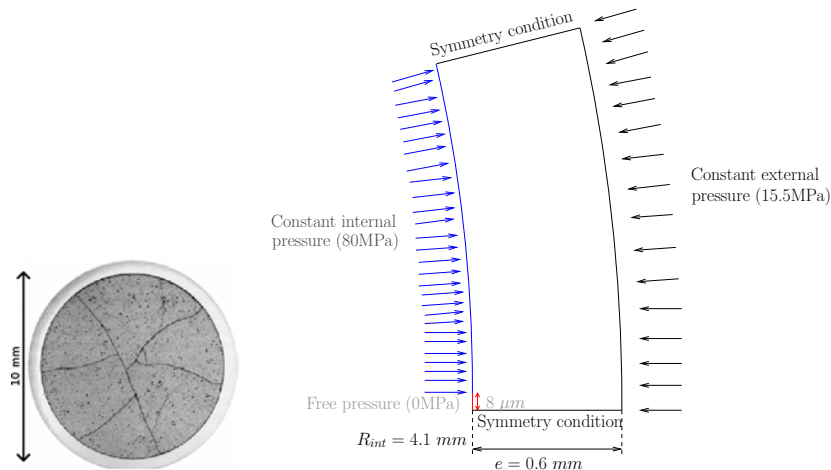 Symmetry condition
Constant external
pressure (15.5MPa)
Constant internal
pressure (80MPa)
10 mm
Free pressure (0MPa)
8 μm
Symmetry condition
R_int = 4.1 mm
e = 0.6 mm